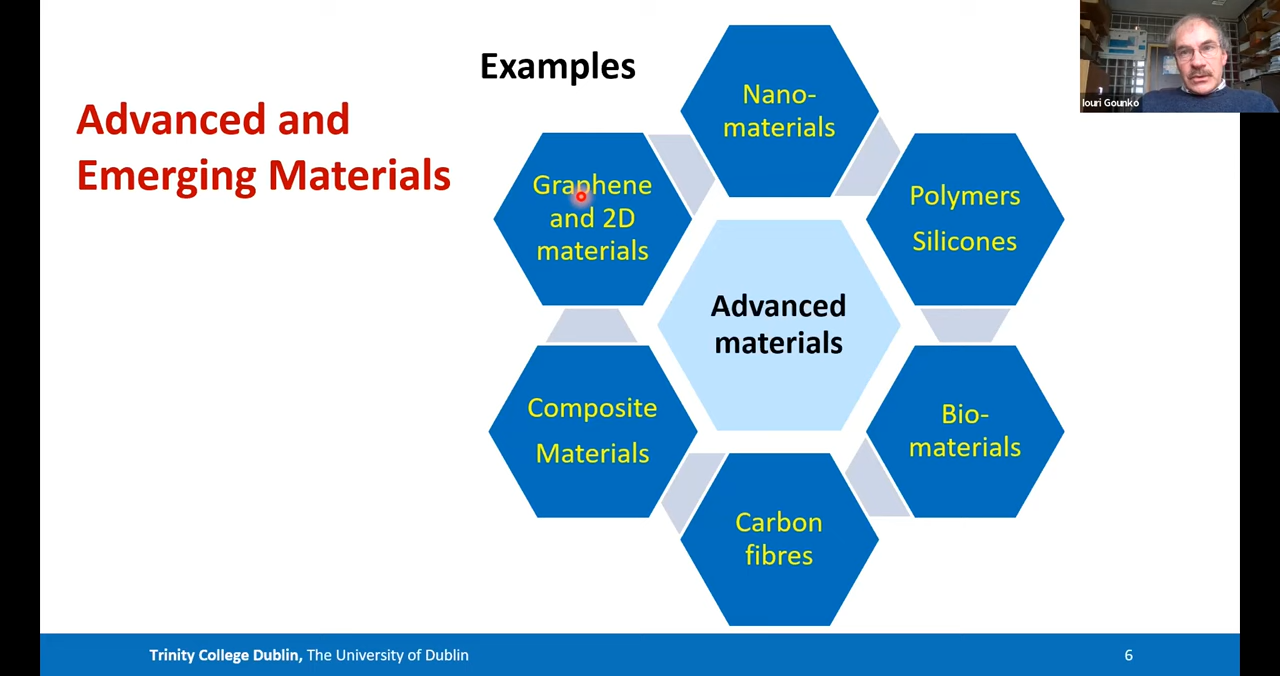 Advanced and
Emerging Materials
Examples
Nano-
materials
Graphene
and 2D
materials
Polymers
Silicones
Advanced
materials
Composite
Materials
Bio-
materials
Carbon
fibres
Iouri Gounko
Trinity College Dublin, The University of Dublin
6